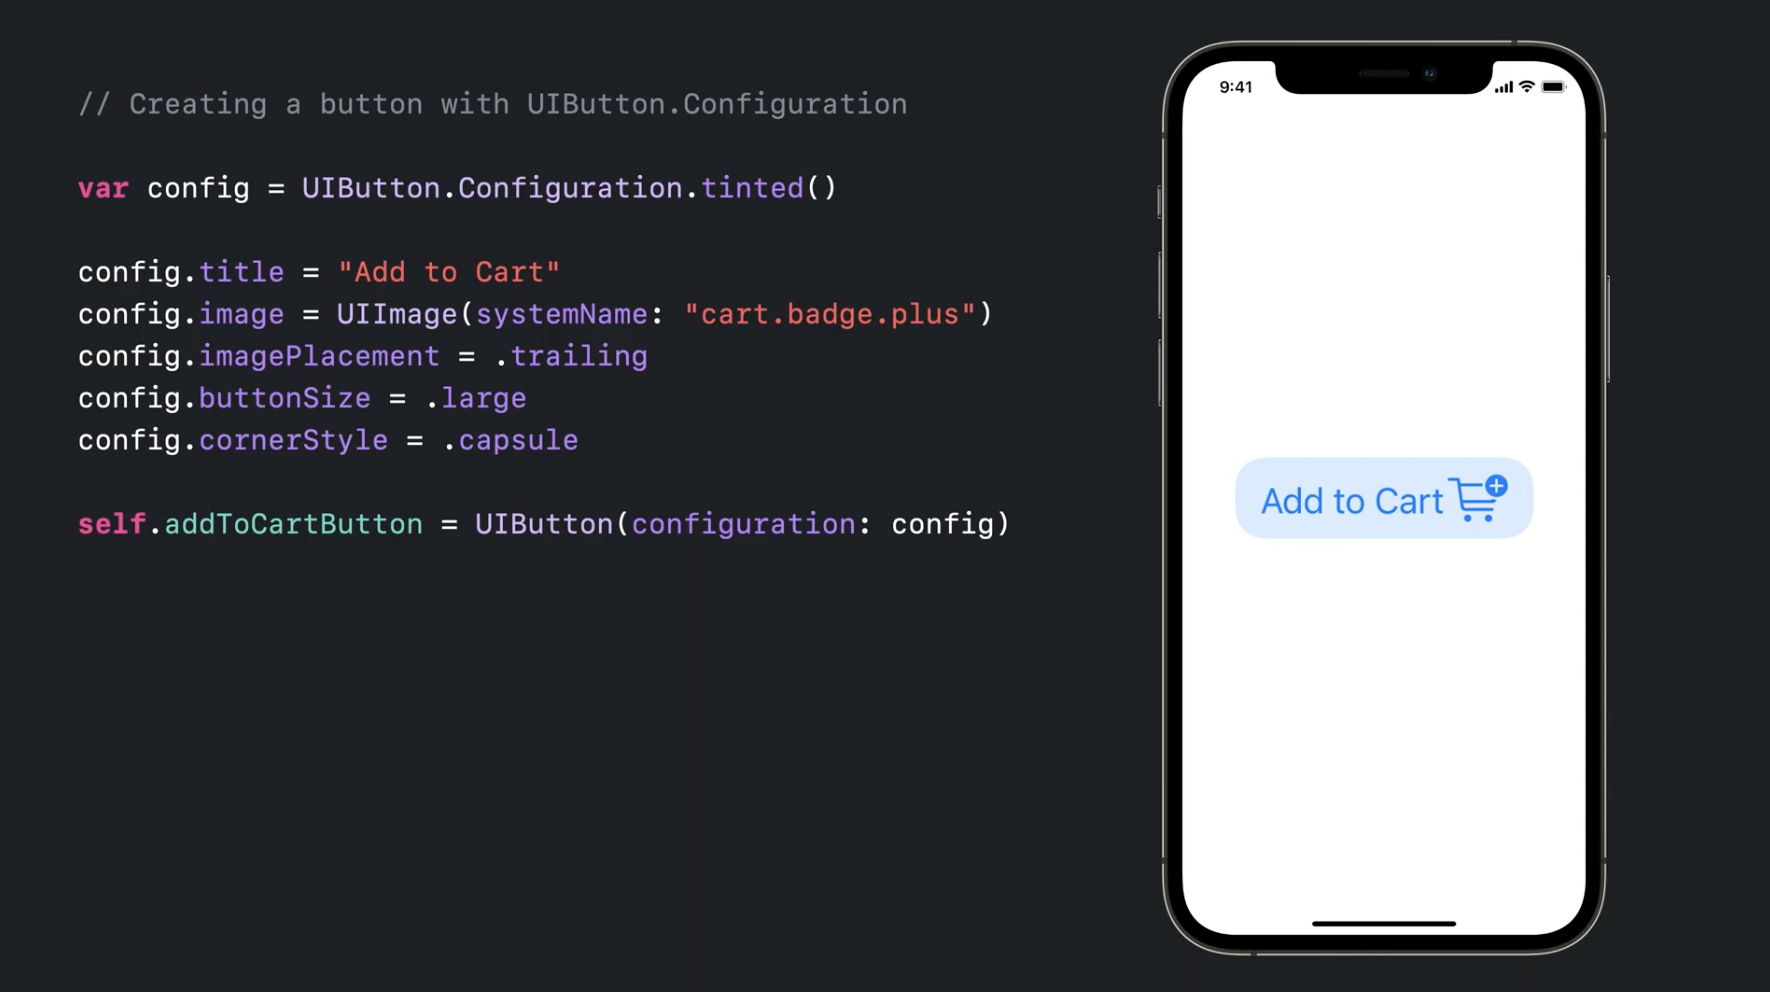 // Creating a button with UIButton.Configuration
var config = UIButton.Configuration.tinted()
config.title = "Add to Cart"
config.image = UIImage(systemName: "cart.badge.plus")
config.imagePlacement = .trailing
config.buttonSize = .large
config.cornerStyle = .capsule
self.addToCartButton = UIButton(configuration: config)
9:41
Add to Cart